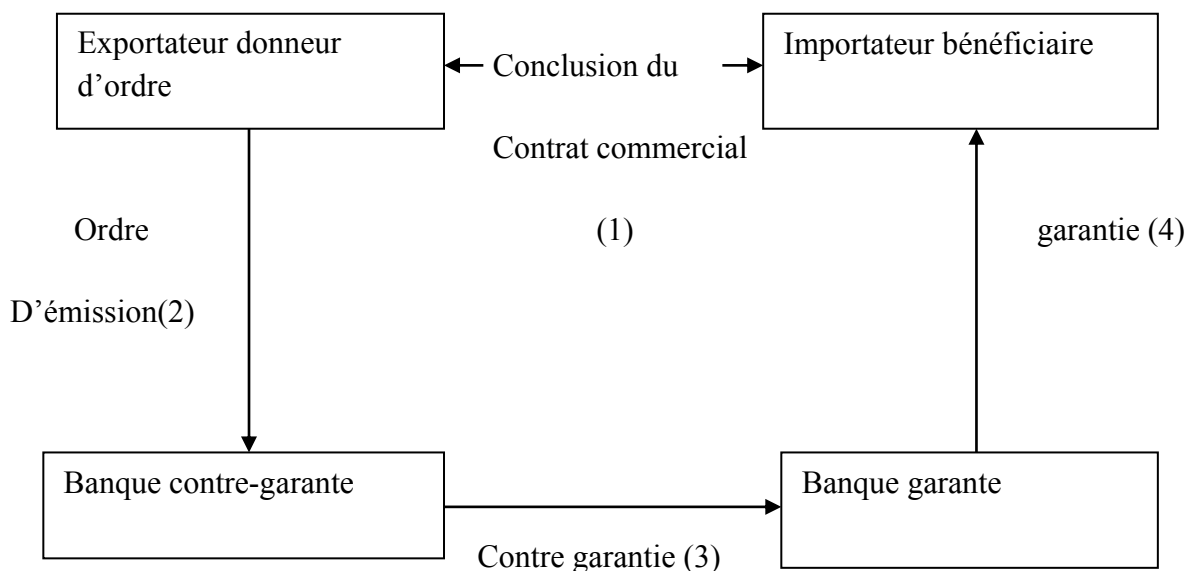 Exportateur donneur
d’ordre
Conclusion du
Importateur bénéficiaire
Contrat commercial
Ordre
(1)
garantie (4)
D’émission(2)
Banque contre-garante
Banque garante
Contre garantie (3)